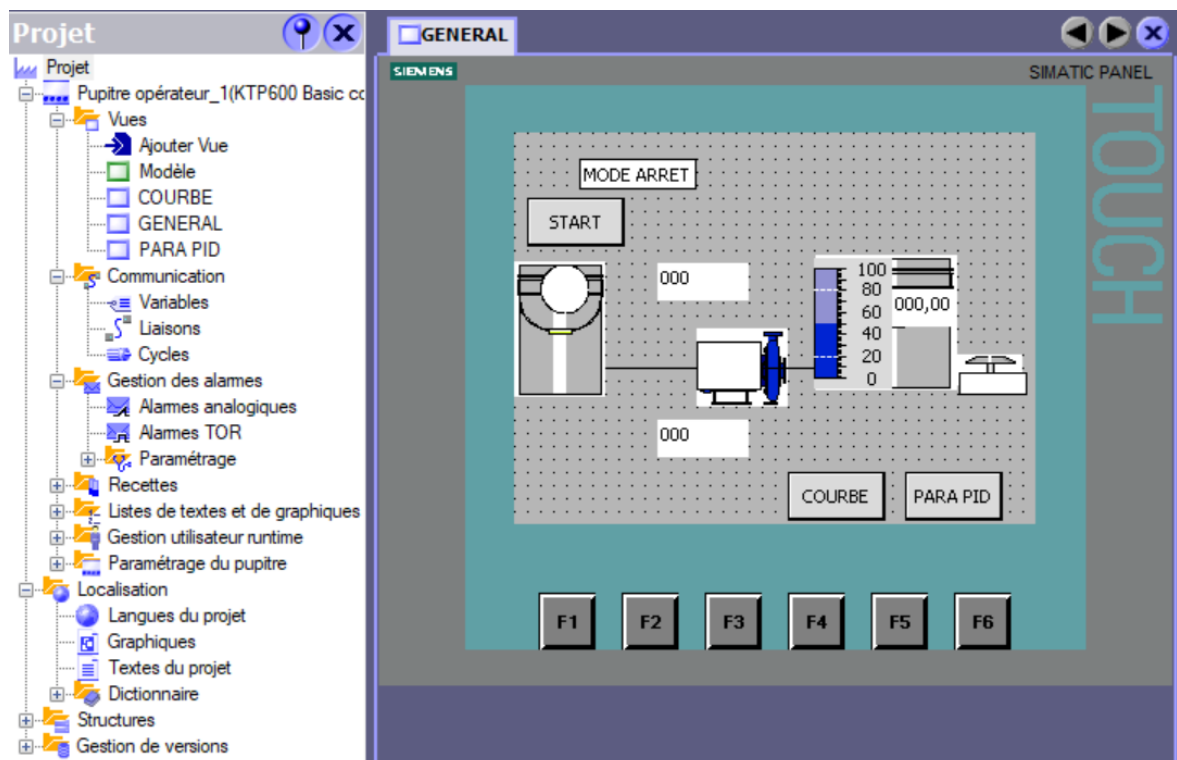 Projet
Projet
Pupitre opérateur_1(KTP600 Basic cc
Vues
Ajouter Vue
Modèle
COURBE
GENERAL
PARA PID
Communication
Variables
Liaisons
Cycles
Gestion des alarmes
Alarmes analogiques
Alarmes TOR
Paramétrage
Recettes
Listes de textes et de graphiques
Gestion utilisateur runtime
Paramétrage du pupitre
Localisation
Langues du projet
Graphiques
Textes du projet
Dictionnaire
Structures
Gestion de versions
GENERAL
SIEMENS
SIMATIC PANEL
TOUCH
MODE ARRET
START
000
100
80
60
40
20
0
000,00
000
COURBE
PARA PID
F1
F2
F3
F4
F5
F6